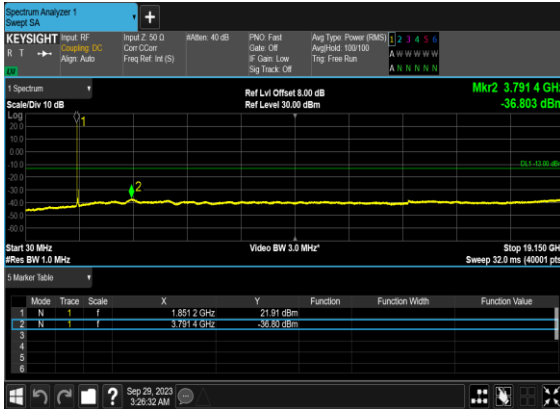 Spectrum Analyzer 1
Swept SA
+
KEYSIGHT Input: RF Input Z: 50 Ω #Atten: 40 dB PNO: Fast Avg Type: Power (RMS) 1 2 3 4 5 6
R T Coupling: DC Corr CCorr Gate: Off Avg|Hold: 100/100 A W W W W W
Align: Auto Freq Ref: Int (S) IF Gain: Low Trig: Free Run
Sig Track: Off A N N N N N
1 Spectrum
Ref Lvl Offset 8.00 dB Mkr2 3.791 4 GHz
Scale/Div 10 dB Ref Level 30.00 dBm -36.803 dBm
Log
20.0
10.0
0.00
-10.0
-20.0
-30.0
-40.0
-50.0
-60.0
1
2
DL1 -13.00 dBm
Start 30 MHz Video BW 3.0 MHz* Stop 19.150 GHz
#Res BW 1.0 MHz Sweep 32.0 ms (40001 pts)
5 Marker Table
Mode Trace Scale X Y Function Function Width Function Value
1 N 1 f 1.851 2 GHz 21.91 dBm
2 N 1 f 3.791 4 GHz -36.80 dBm
3
4
5
6
? Sep 29, 2023
3:26:32 AM